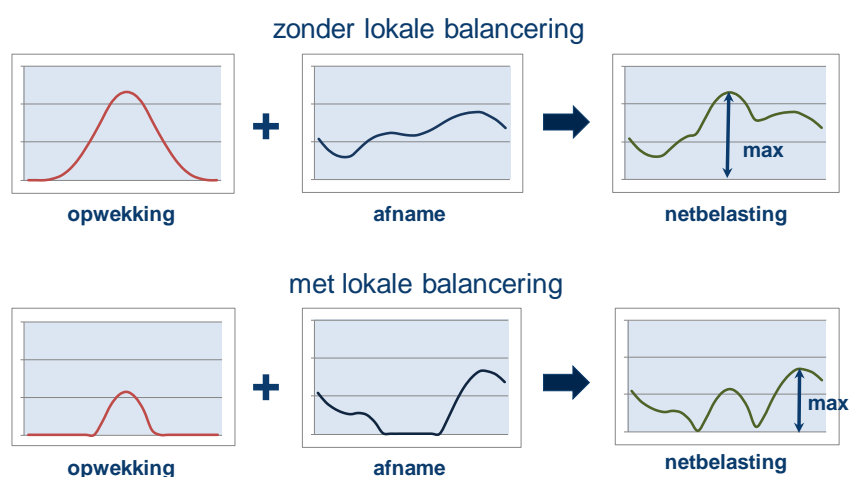 zonder lokale balancering
max
opwekking
afname
netbelasting
met lokale balancering
max
opwekking
afname
netbelasting